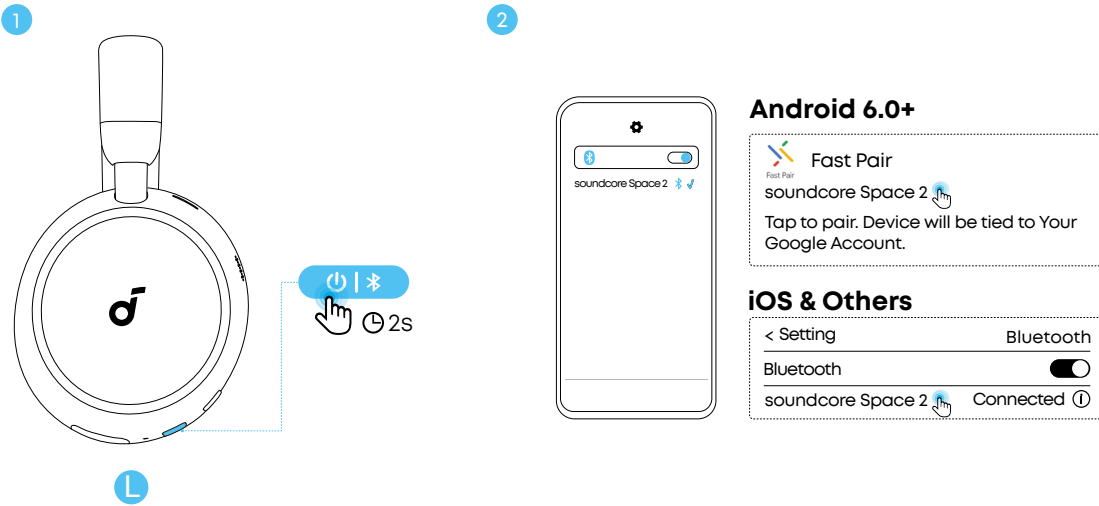 1
2s
L
2
soundcore Space 2
Android 6.0+
Fast Pair
Fast Pair
soundcore Space 2
Tap to pair. Device will be tied to Your
Google Account.
iOS & Others
< Setting Bluetooth
Bluetooth
soundcore Space 2 Connected